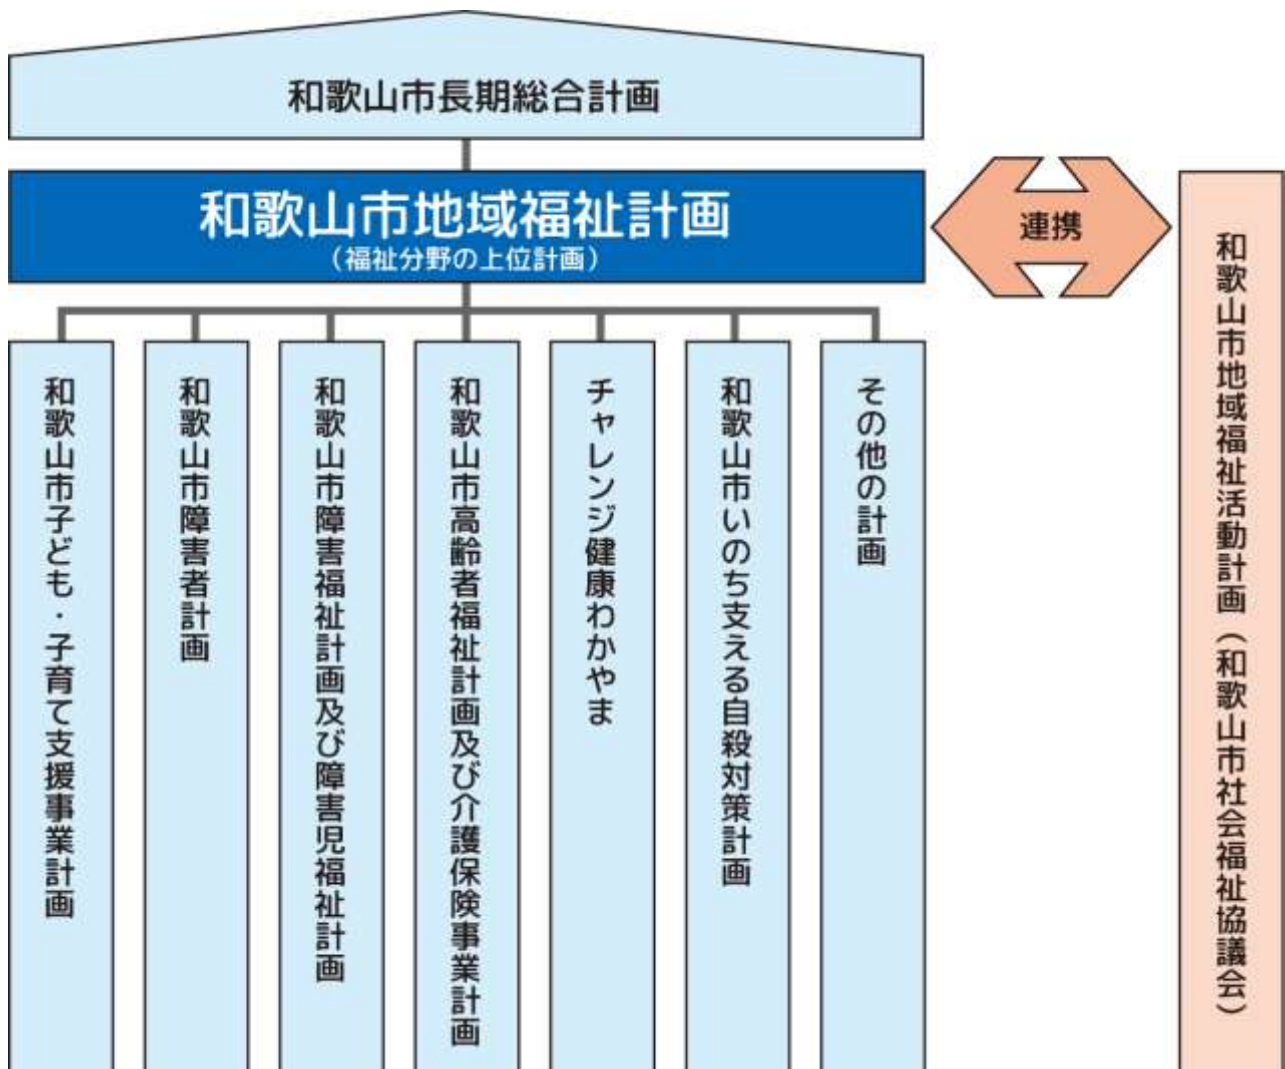 和歌山市長期総合計画
和歌山市地域福祉計画
（福祉分野の上位計画）
連携
和歌山市子ども・子育て支援事業計画
和歌山市障害者計画
和歌山市障害福祉計画及び障害児福祉計画
和歌山市高齢者福祉計画及び介護保険事業計画
チャレンジ健康わかやま
和歌山市いのち支える自殺対策計画
その他の計画
和歌山市地域福祉活動計画（和歌山市社会福祉協議会）